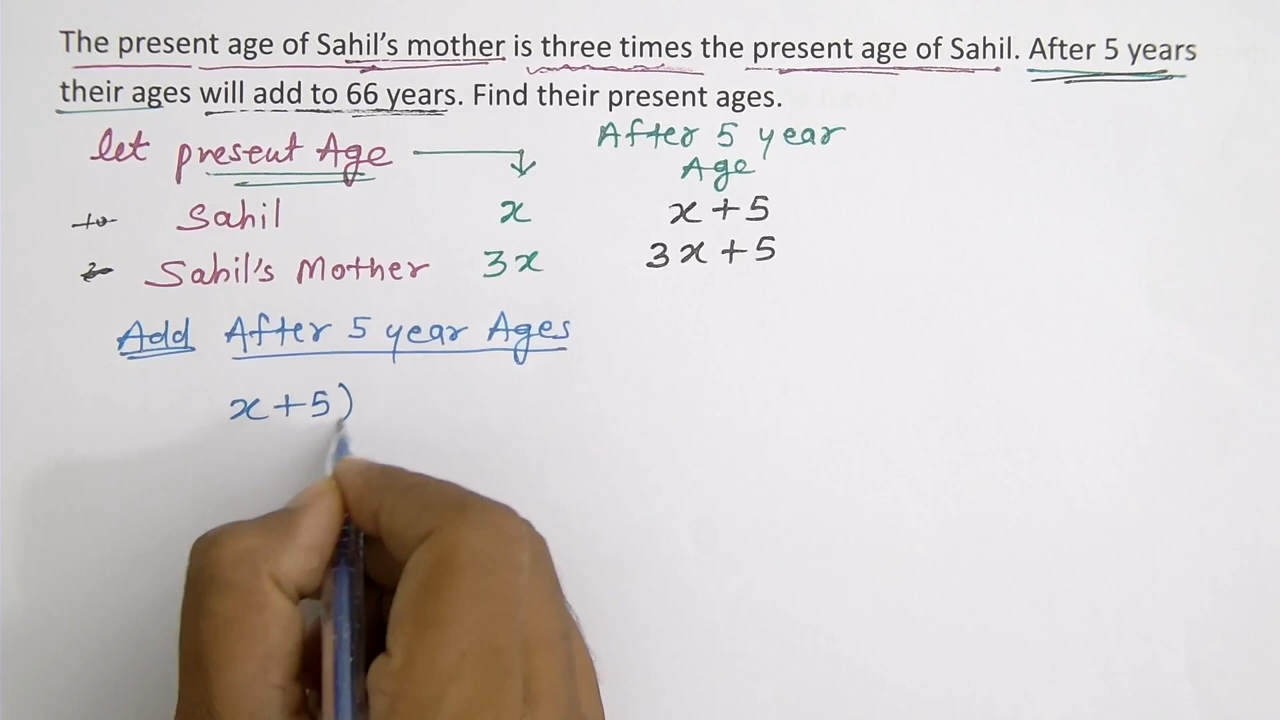 The present age of Sahil's mother is three times the present age of Sahil. After 5 years
their ages will add to 66 years. Find their present ages.
let present Age
After 5 year
Age
Sahil x x+5
Sahil's Mother 3x 3x+5
Add After 5 year Ages
x+5)